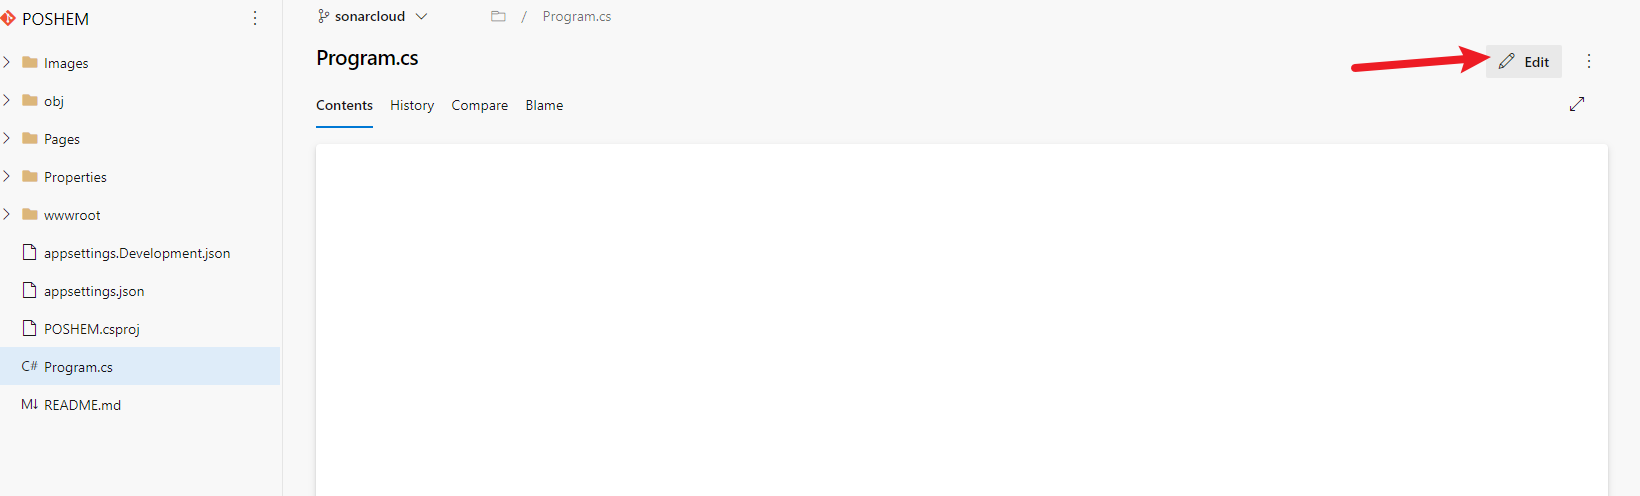 POSHEM
Images
obj
Pages
Properties
wwwroot
appsettings.Development.json
appsettings.json
POSHEM.csproj
C# Program.cs
M↓ README.md
sonarcloud
/ Program.cs
Program.cs
Edit
Contents History Compare Blame